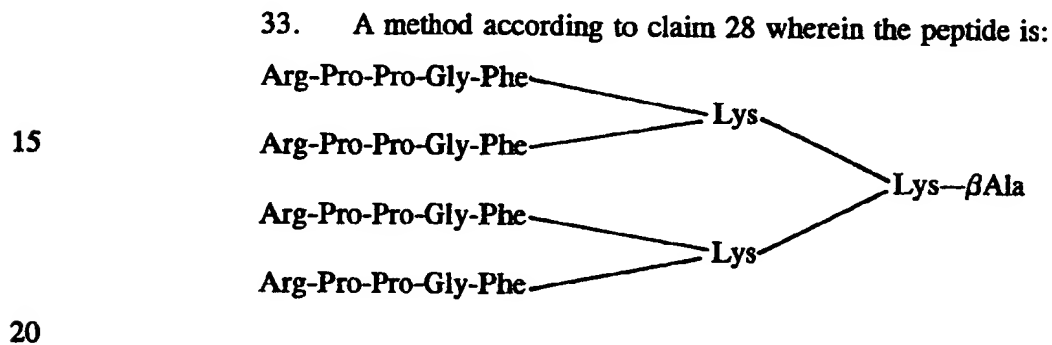 33. A method according to claim 28 wherein the peptide is:
Arg-Pro-Pro-Gly-Phe
Lys
15 Arg-Pro-Pro-Gly-Phe
Lys—βAla
Arg-Pro-Pro-Gly-Phe
Lys
Arg-Pro-Pro-Gly-Phe
20